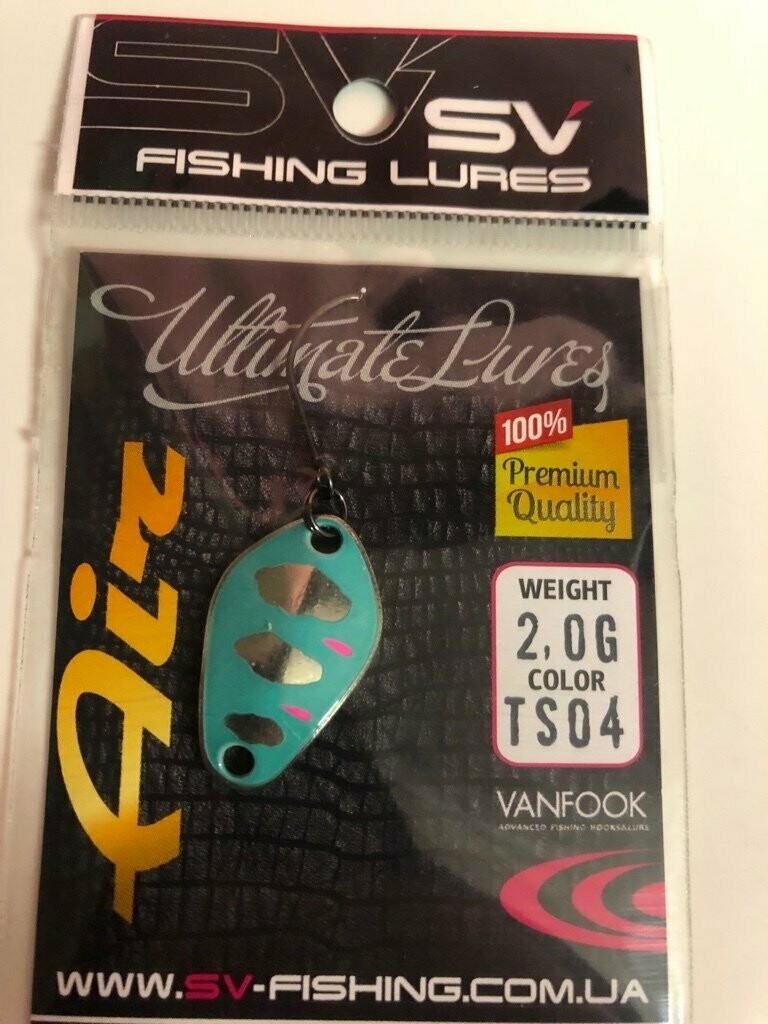 SV
SV
FISHING LURES
Ultimate Lures
100%
Premium
Quality
Air
WEIGHT
2,0G
COLOR
TS04
VANFOOK
ADVANCED FISHING HOOKS&LURE
WWW.SV-FISHING.COM.UA